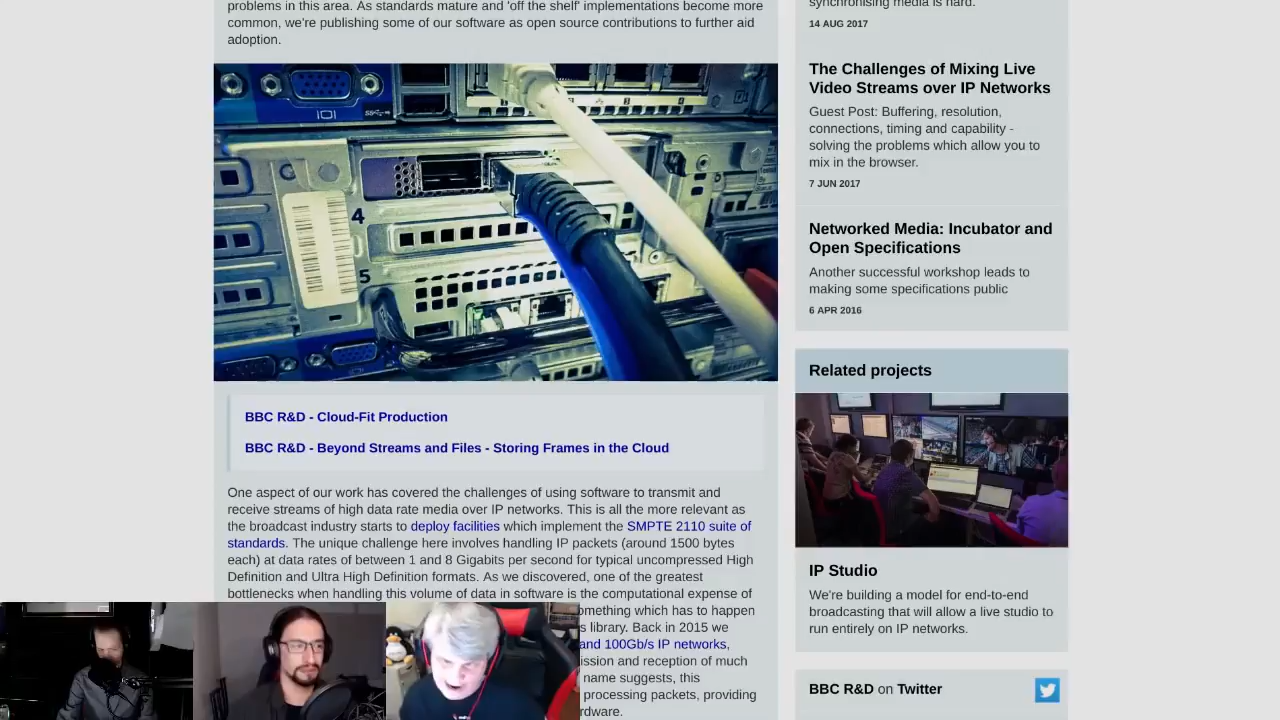 problems in this area. As standards mature and 'off the shelf' implementations become more
common, we're publishing some of our software as open source contributions to further aid
adoption.
4
5
BBC R&D - Cloud-Fit Production
BBC R&D - Beyond Streams and Files - Storing Frames in the Cloud
One aspect of our work has covered the challenges of using software to transmit and
receive streams of high data rate media over IP networks. This is all the more relevant as
the broadcast industry starts to deploy facilities which implement the SMPTE 2110 suite of
standards. The unique challenge here involves handling IP packets (around 1500 bytes
each) at data rates of between 1 and 8 Gigabits per second for typical uncompressed High
Definition and Ultra High Definition formats. As we discovered, one of the greatest
bottlenecks when handling this volume of data in software is the computational expense of
omething which has to happen
s library. Back in 2015 we
and 100Gb/s IP networks,
ission and reception of much
name suggests, this
processing packets, providing
rdware.
synchronising media is hard.
14 AUG 2017
The Challenges of Mixing Live
Video Streams over IP Networks
Guest Post: Buffering, resolution,
connections, timing and capability -
solving the problems which allow you to
mix in the browser.
7 JUN 2017
Networked Media: Incubator and
Open Specifications
Another successful workshop leads to
making some specifications public
6 APR 2016
Related projects
IP Studio
We're building a model for end-to-end
broadcasting that will allow a live studio to
run entirely on IP networks.
BBC R&D on Twitter